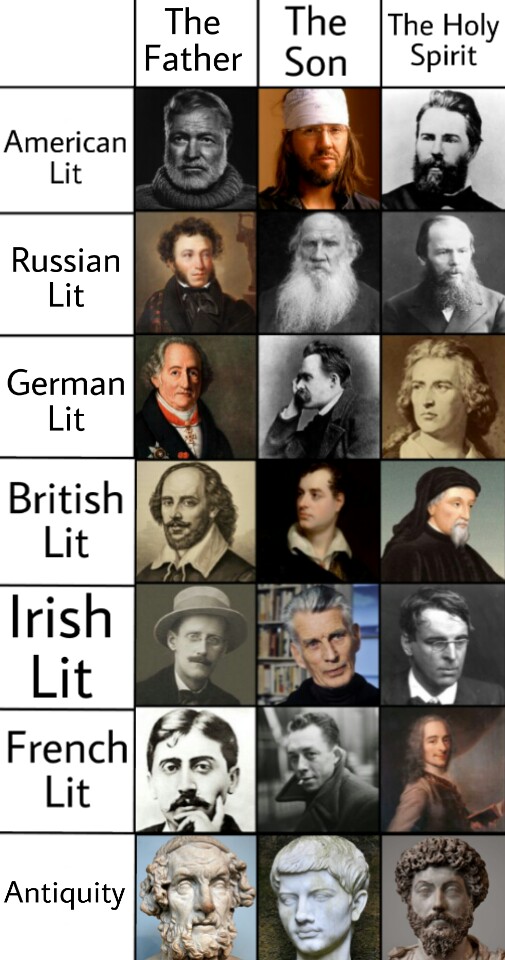 The
Father
The
Son
The Holy
Spirit
American
Lit
Russian
Lit
German
Lit
British
Lit
Irish
Lit
French
Lit
Antiquity